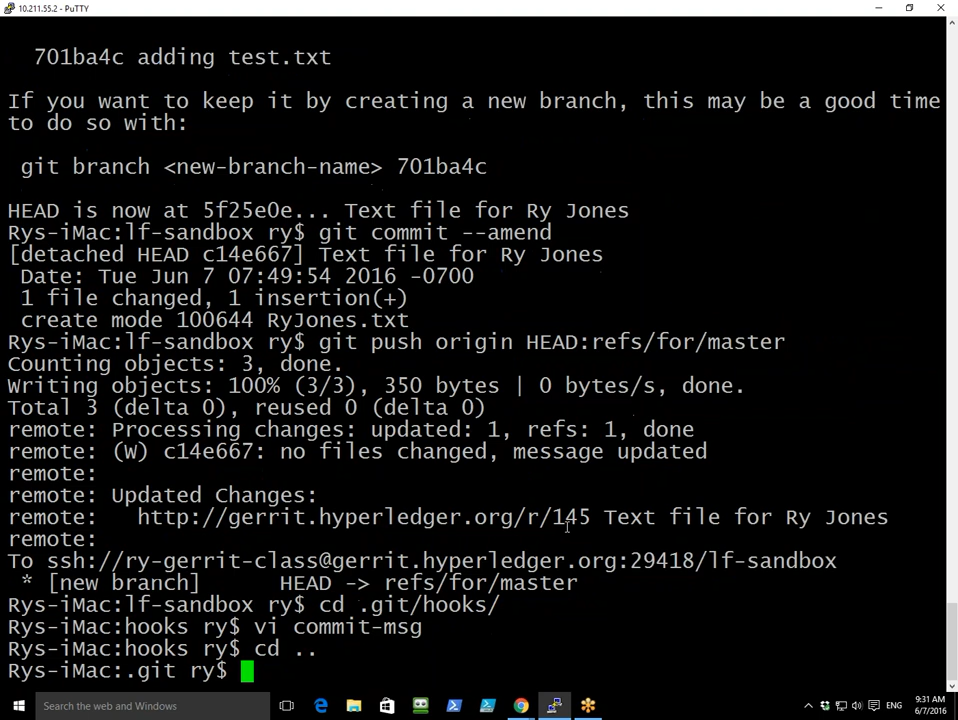 10.211.55.2 - PuTTY
701ba4c adding test.txt
If you want to keep it by creating a new branch, this may be a good time
to do so with:
git branch <new-branch-name> 701ba4c
HEAD is now at 5f25e0e... Text file for Ry Jones
Rys-iMac:lf-sandbox ry$ git commit --amend
[detached HEAD c14e667] Text file for Ry Jones
Date: Tue Jun 7 07:49:54 2016 -0700
1 file changed, 1 insertion(+)
create mode 100644 RyJones.txt
Rys-iMac:lf-sandbox ry$ git push origin HEAD:refs/for/master
Counting objects: 3, done.
Writing objects: 100% (3/3), 350 bytes | 0 bytes/s, done.
Total 3 (delta 0), reused 0 (delta 0)
remote: Processing changes: updated: 1, refs: 1, done
remote: (W) c14e667: no files changed, message updated
remote:
remote: Updated Changes:
remote:   http://gerrit.hyperledger.org/r/145 Text file for Ry Jones
remote:
To ssh://ry-gerrit-class@gerrit.hyperledger.org:29418/lf-sandbox
* [new branch]      HEAD -> refs/for/master
Rys-iMac:lf-sandbox ry$ cd .git/hooks/
Rys-iMac:hooks ry$ vi commit-msg
Rys-iMac:hooks ry$ cd ..
Rys-iMac:.git ry$
Search the web and Windows
ENG
9:31 AM
6/7/2016